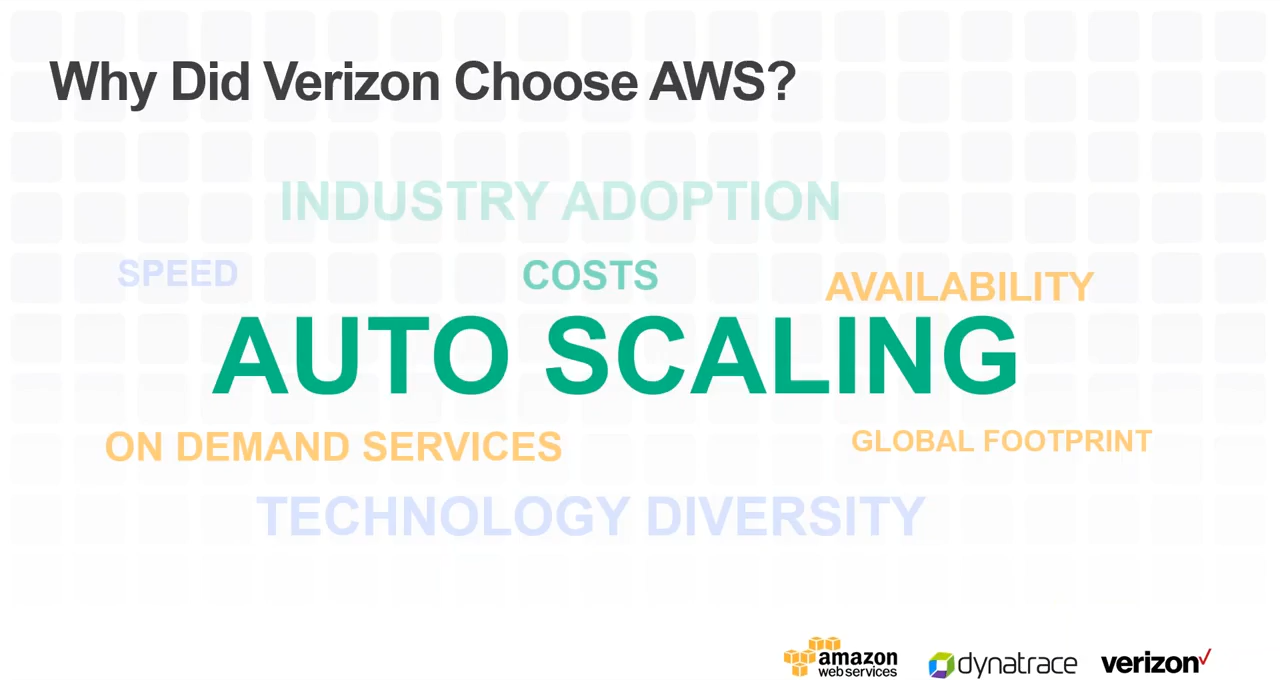 Why Did Verizon Choose AWS?
INDUSTRY ADOPTION
SPEED
COSTS
AVAILABILITY
AUTO SCALING
ON DEMAND SERVICES
GLOBAL FOOTPRINT
TECHNOLOGY DIVERSITY
amazon
web services
dynatrace
verizon✓